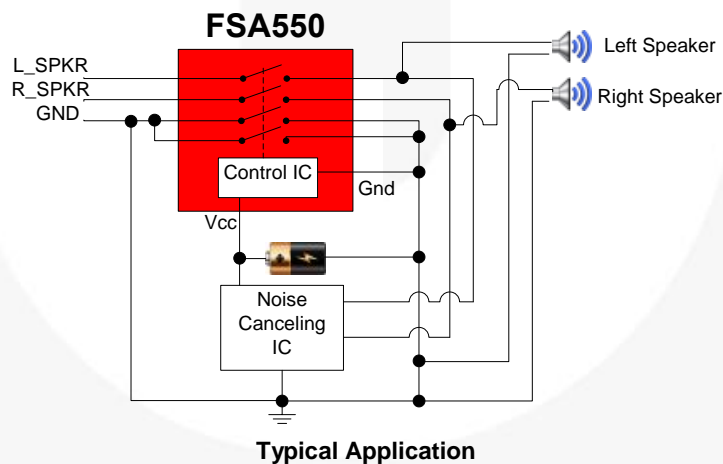 FSA550
L_SPKR
R_SPKR
GND
Left Speaker
Right Speaker
Control IC
Gnd
Vcc
Noise
Canceling
IC
Typical Application